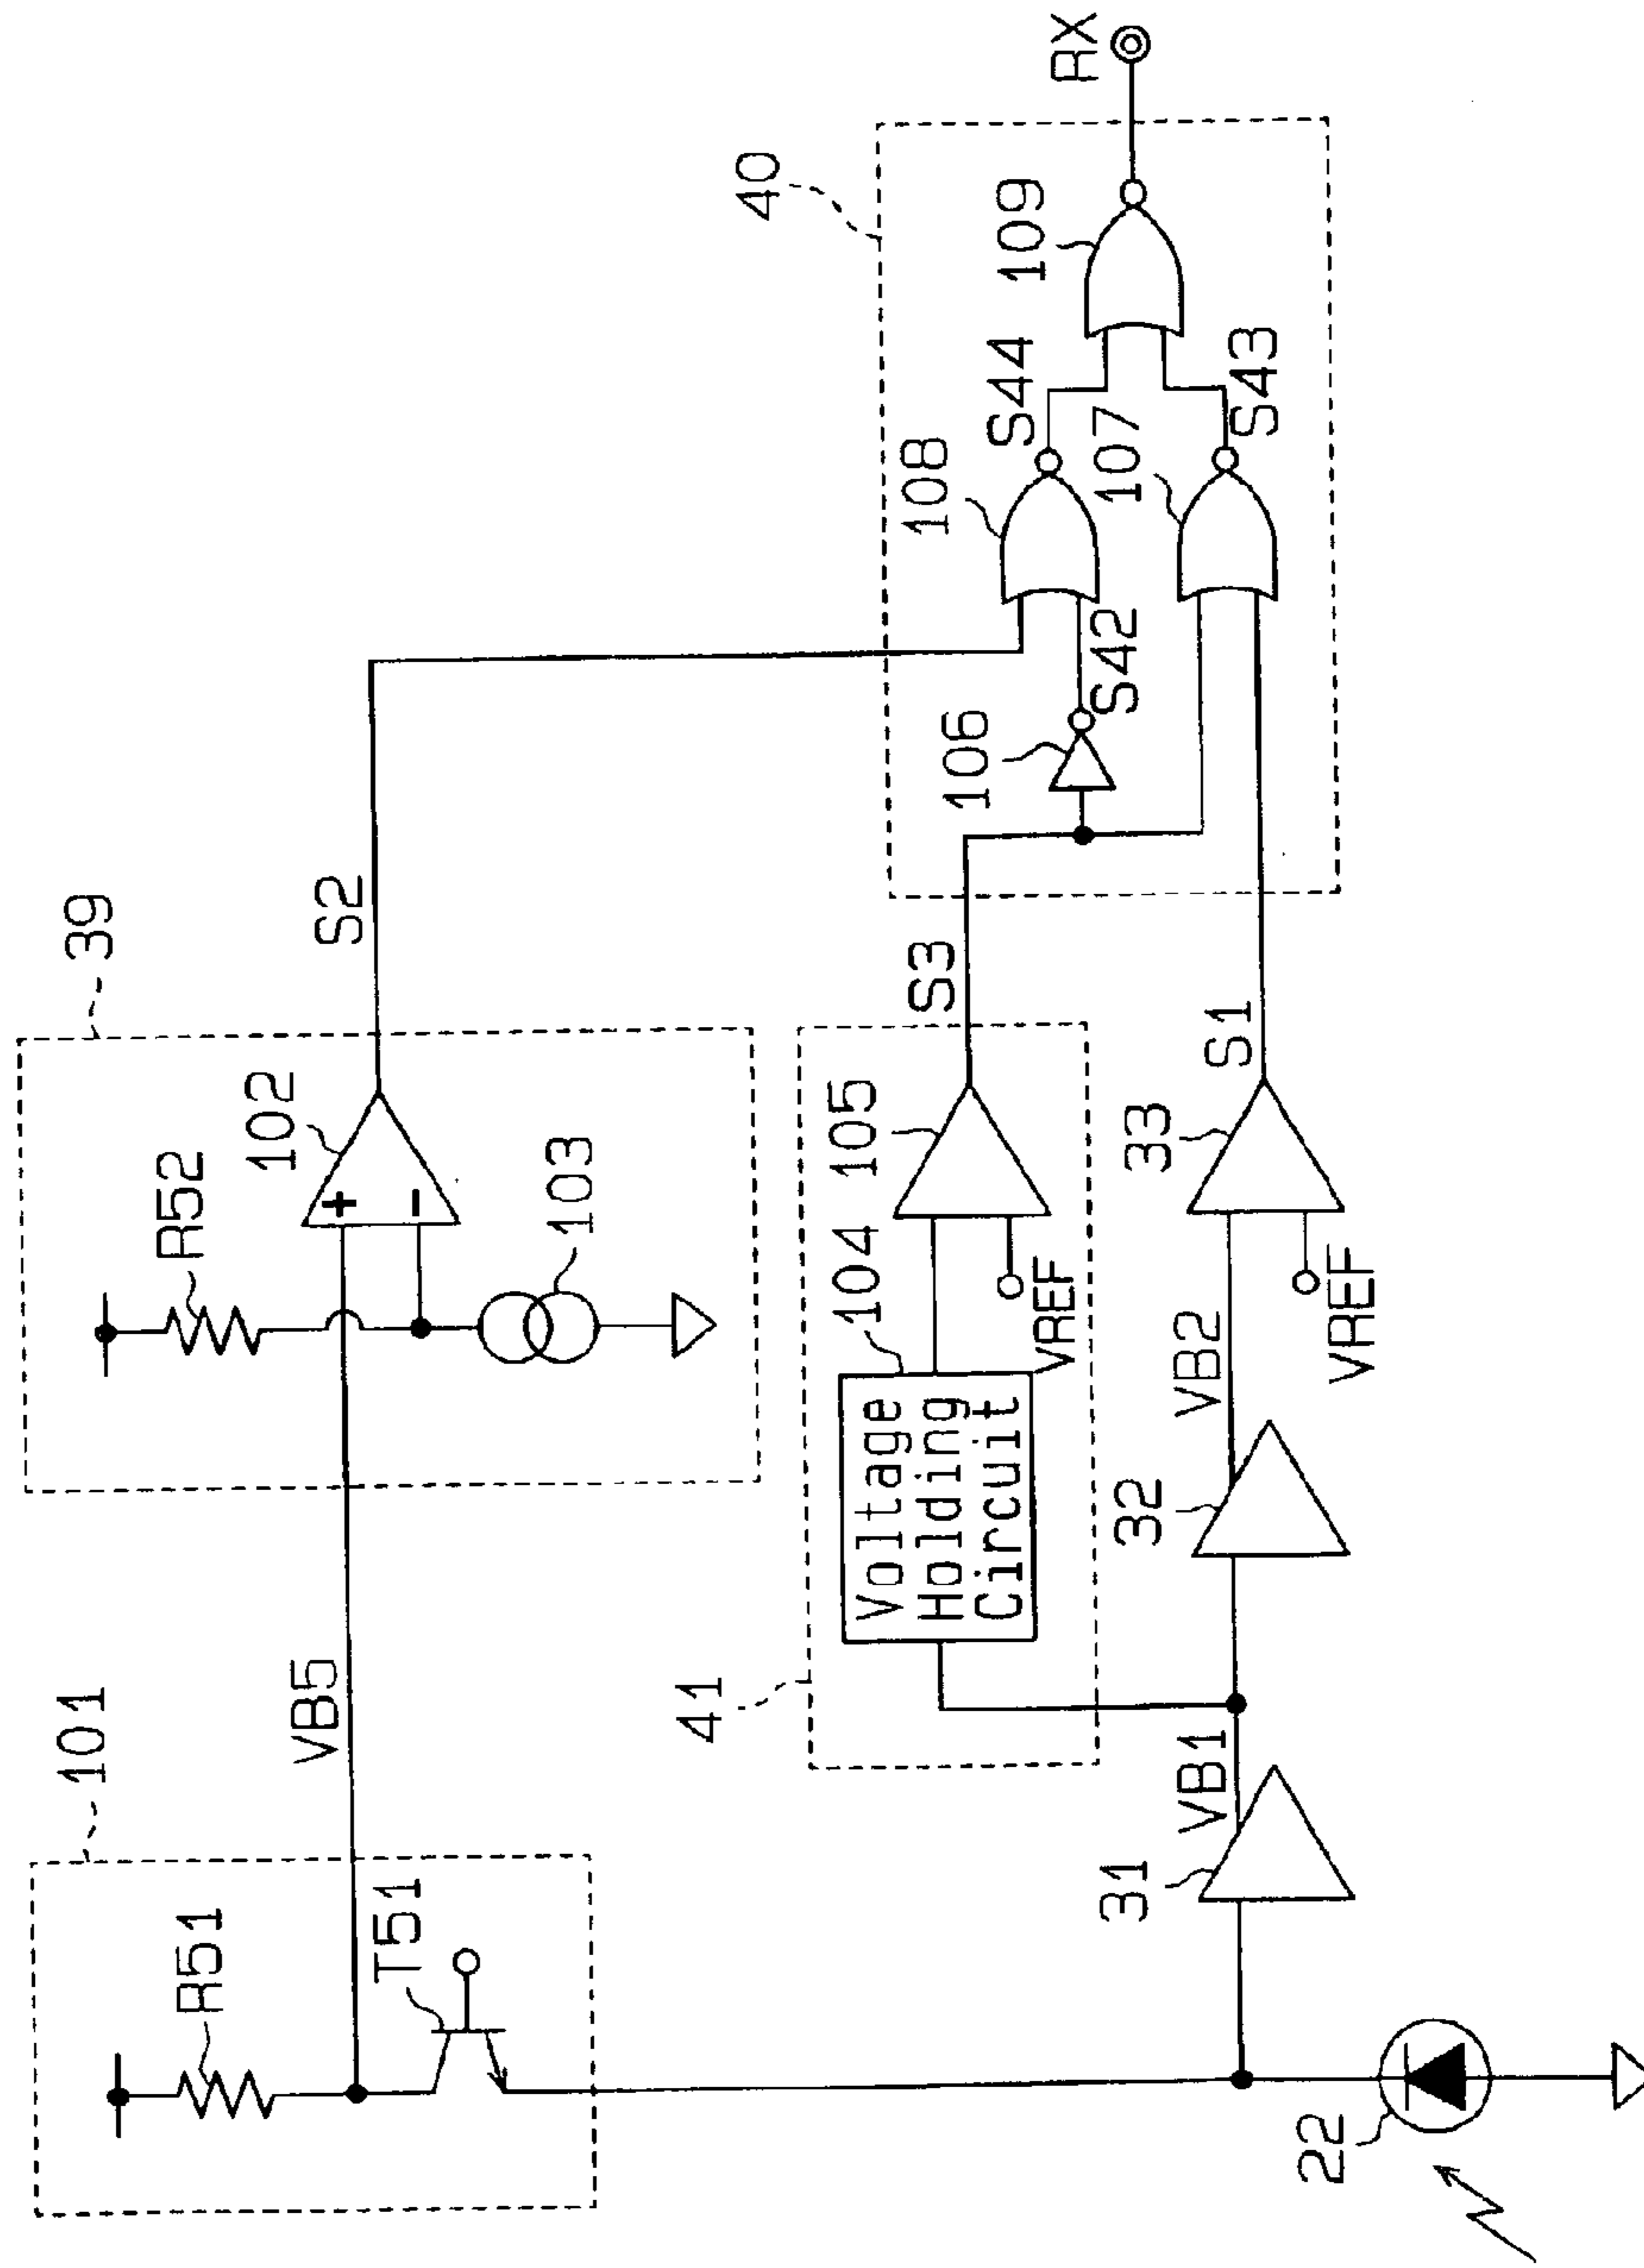 101
R51
T51
VB5
39
R52
102
103
S2
41
Voltage
Holding
Circuit
104
105
VREF
S3
22
31
VB1
32
VB2
33
VREF
S1
40
106
S42
108
S44
107
S43
109
RX